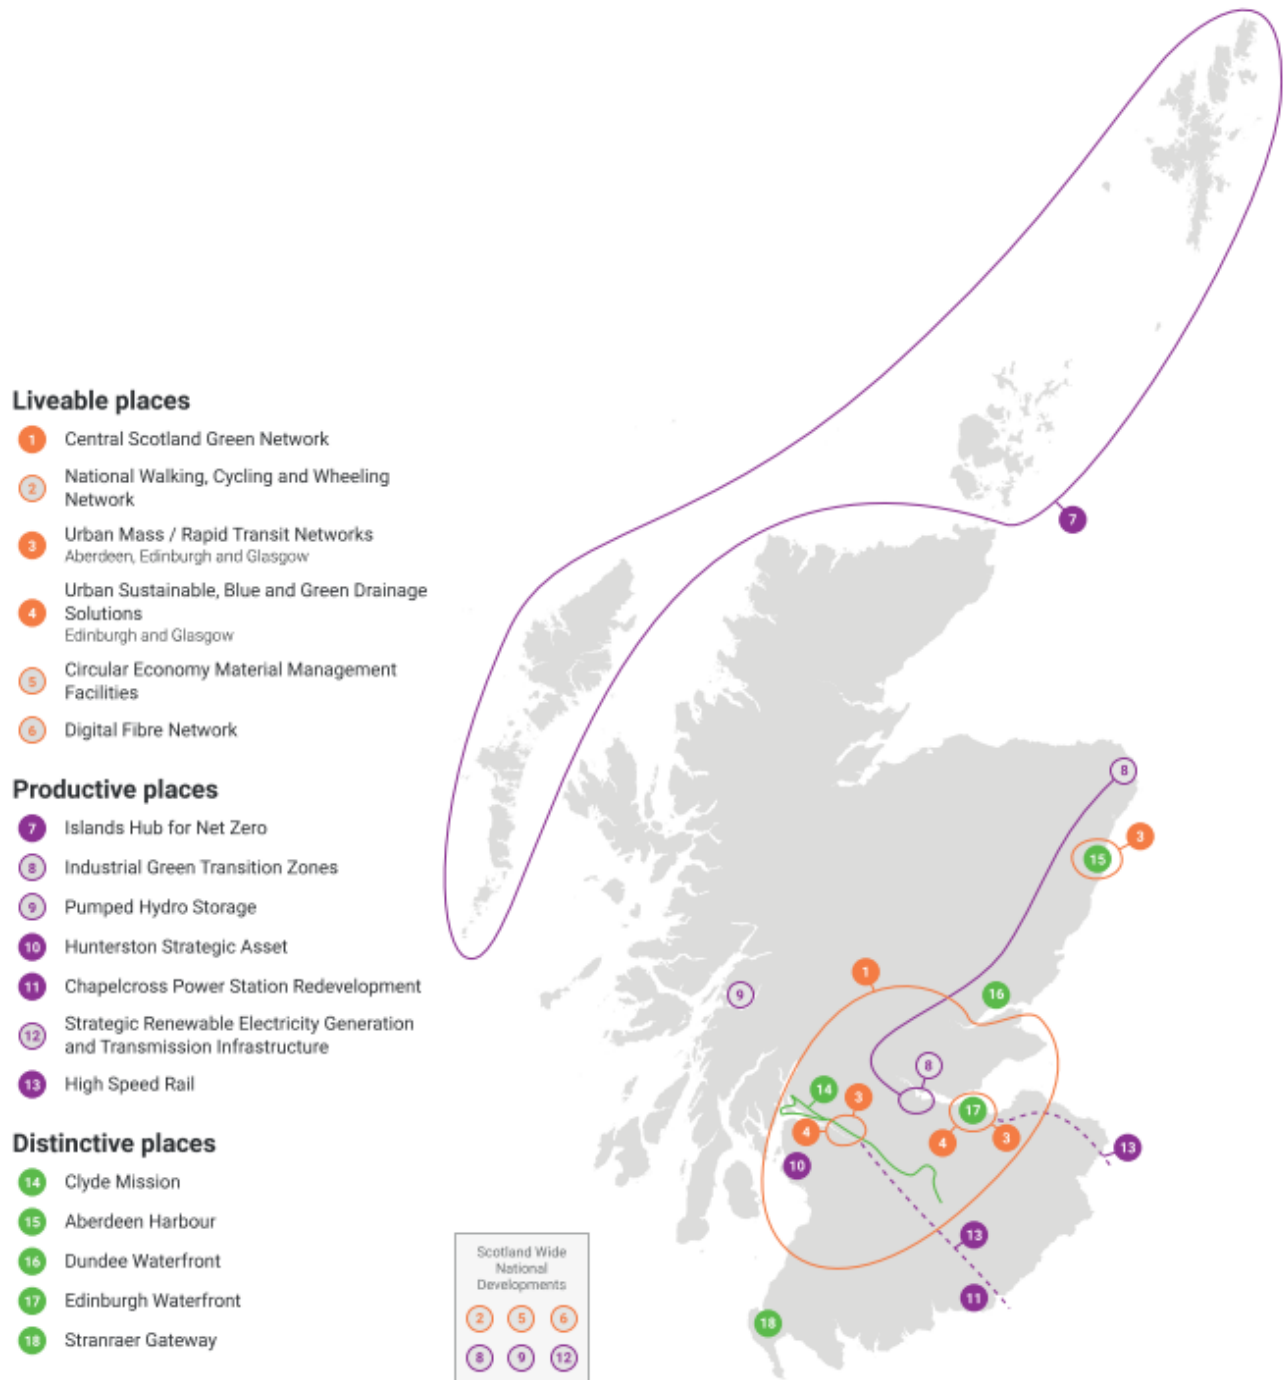 Liveable places
1 Central Scotland Green Network
2 National Walking, Cycling and Wheeling
Network
3 Urban Mass / Rapid Transit Networks
Aberdeen, Edinburgh and Glasgow
4 Urban Sustainable, Blue and Green Drainage
Solutions
Edinburgh and Glasgow
5 Circular Economy Material Management
Facilities
6 Digital Fibre Network
Productive places
7 Islands Hub for Net Zero
8 Industrial Green Transition Zones
9 Pumped Hydro Storage
10 Hunterston Strategic Asset
11 Chapelcross Power Station Redevelopment
12 Strategic Renewable Electricity Generation
and Transmission Infrastructure
13 High Speed Rail
Distinctive places
14 Clyde Mission
15 Aberdeen Harbour
16 Dundee Waterfront
17 Edinburgh Waterfront
18 Stranraer Gateway
Scotland Wide
National
Developments
2 5 6
8 9 12
7
8
3
15
1
9
16
8
14
3
17
4
4
3
13
10
13
11
18